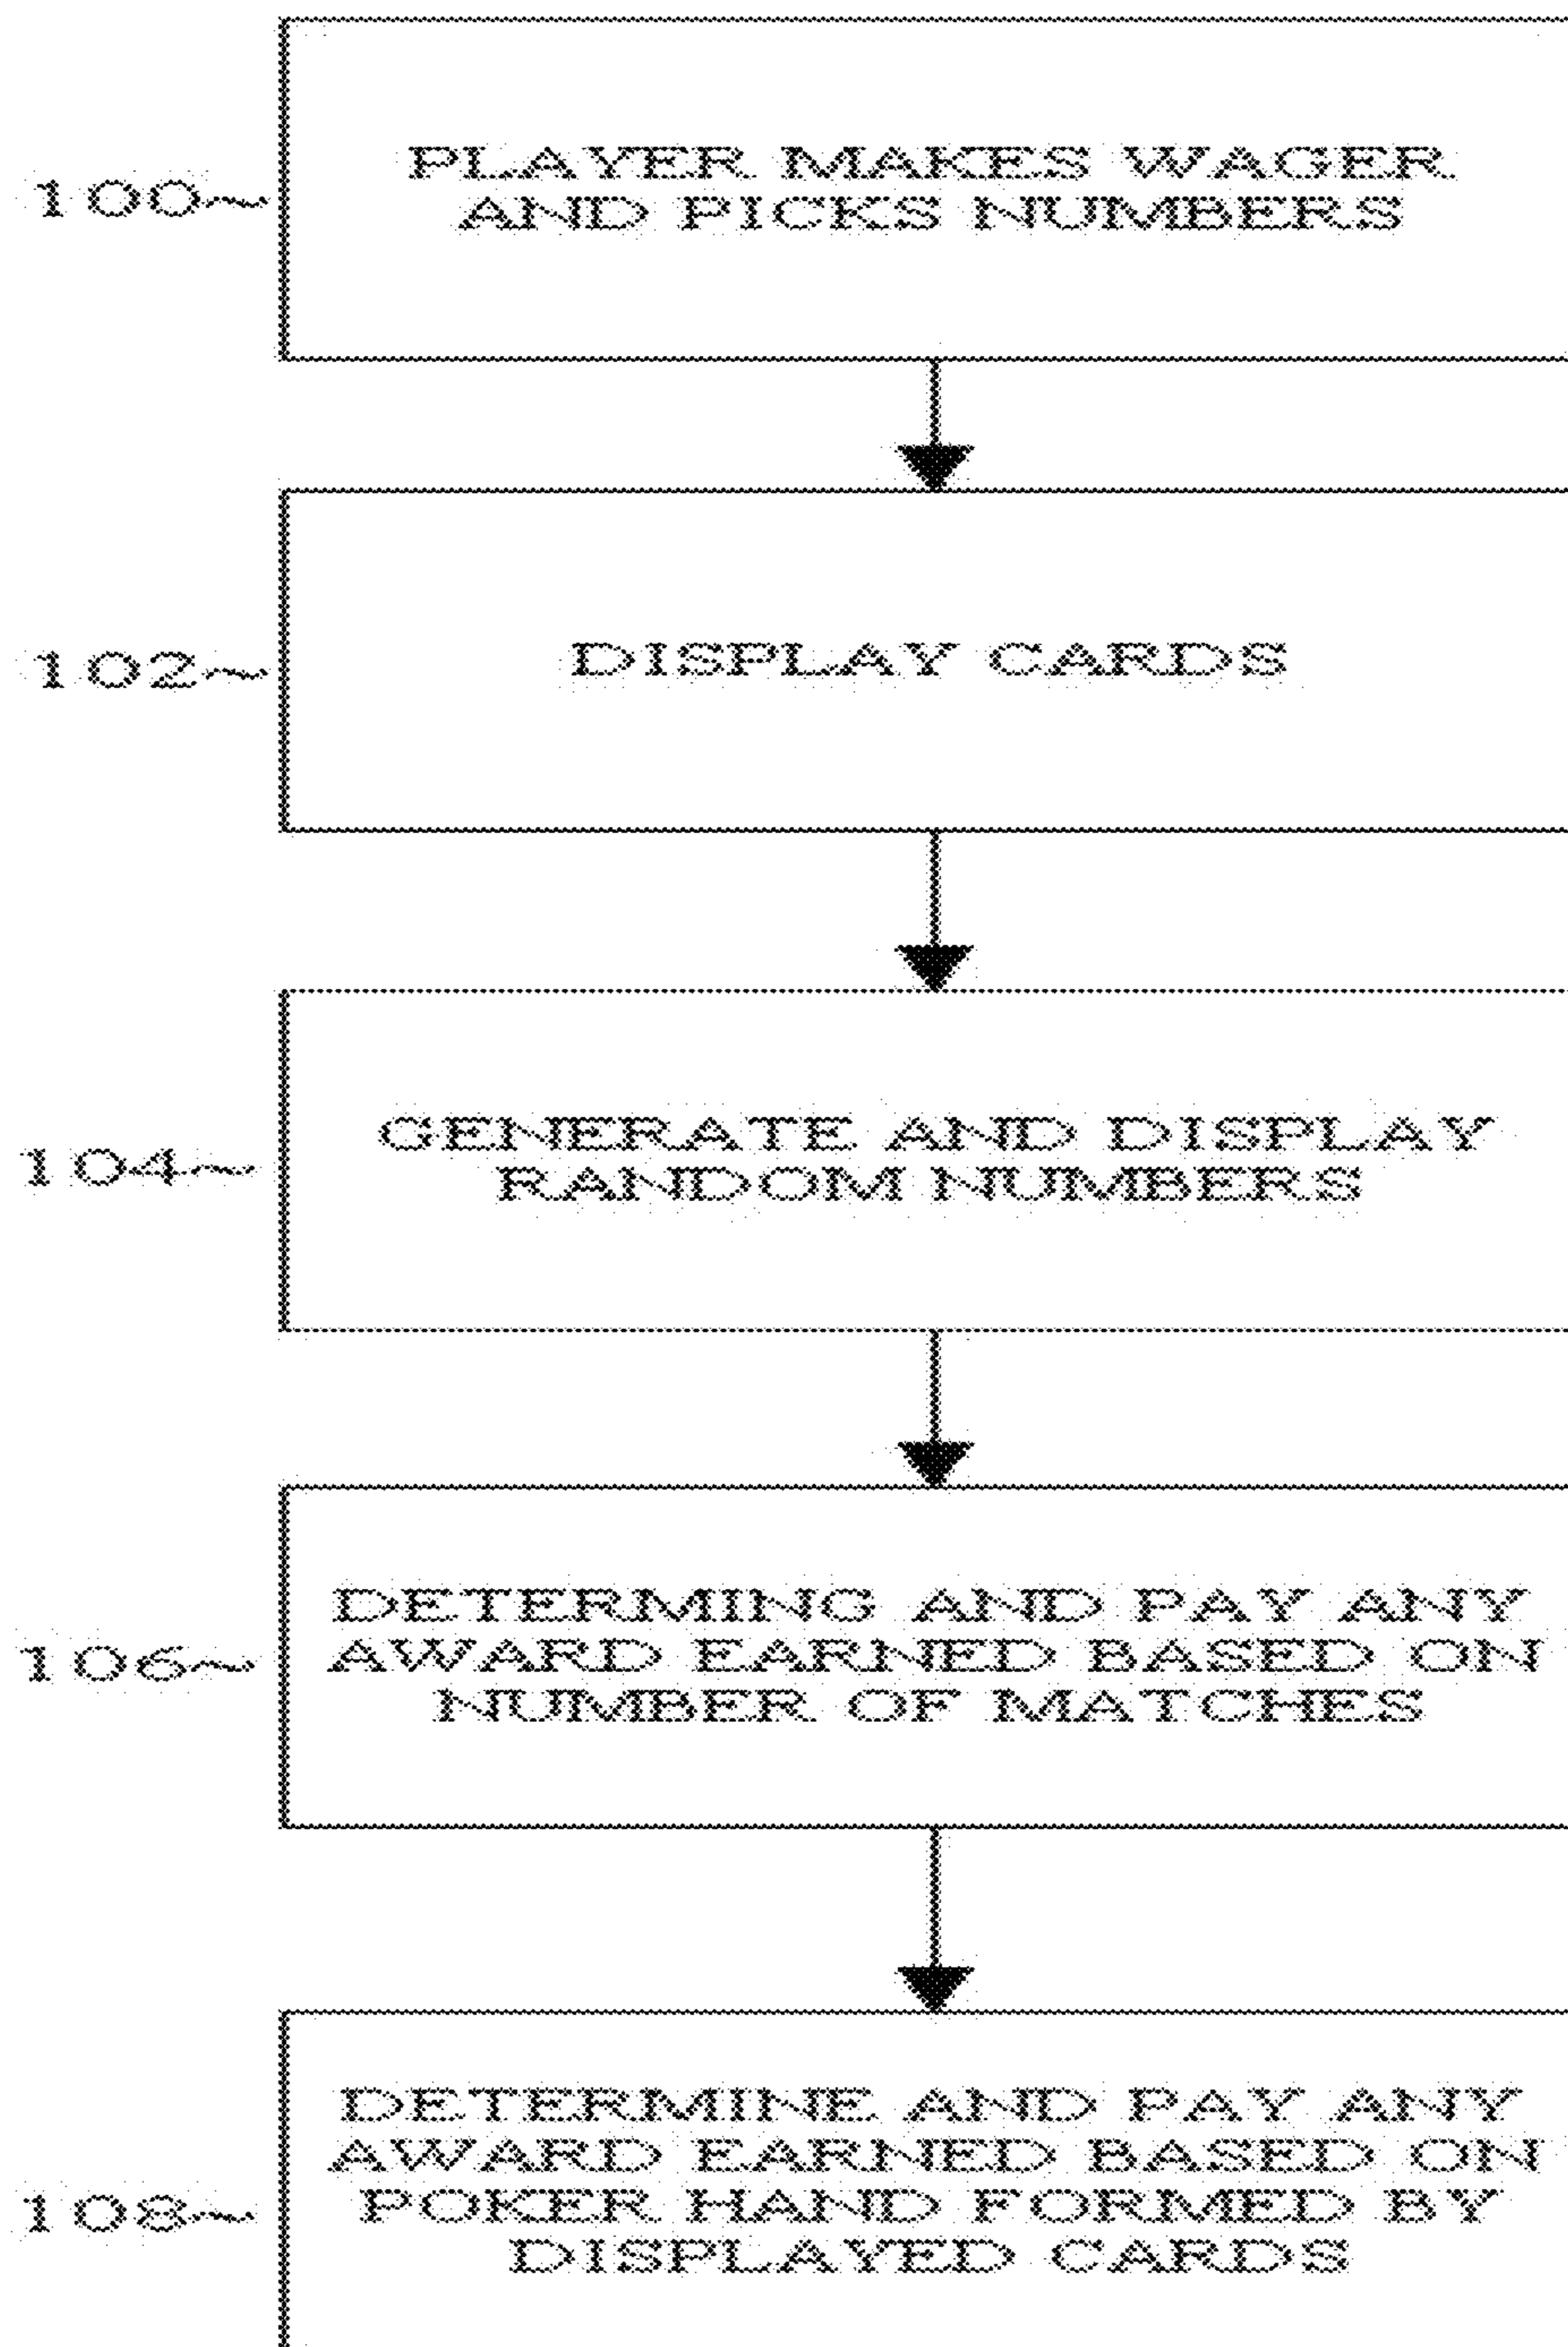 100~
PLAYER MAKES WAGER
AND PICKS NUMBERS
102~
DISPLAY CARDS
104~
GENERATE AND DISPLAY
RANDOM NUMBERS
106~
DETERMIING AND PAY ANY
AWARD EARNED BASED ON
NUMBER OF MATCHES
108~
DETERMINE AND PAY ANY
AWARD EARNED BASED ON
POKER HAND FORMED BY
DISPLAYED CARDS